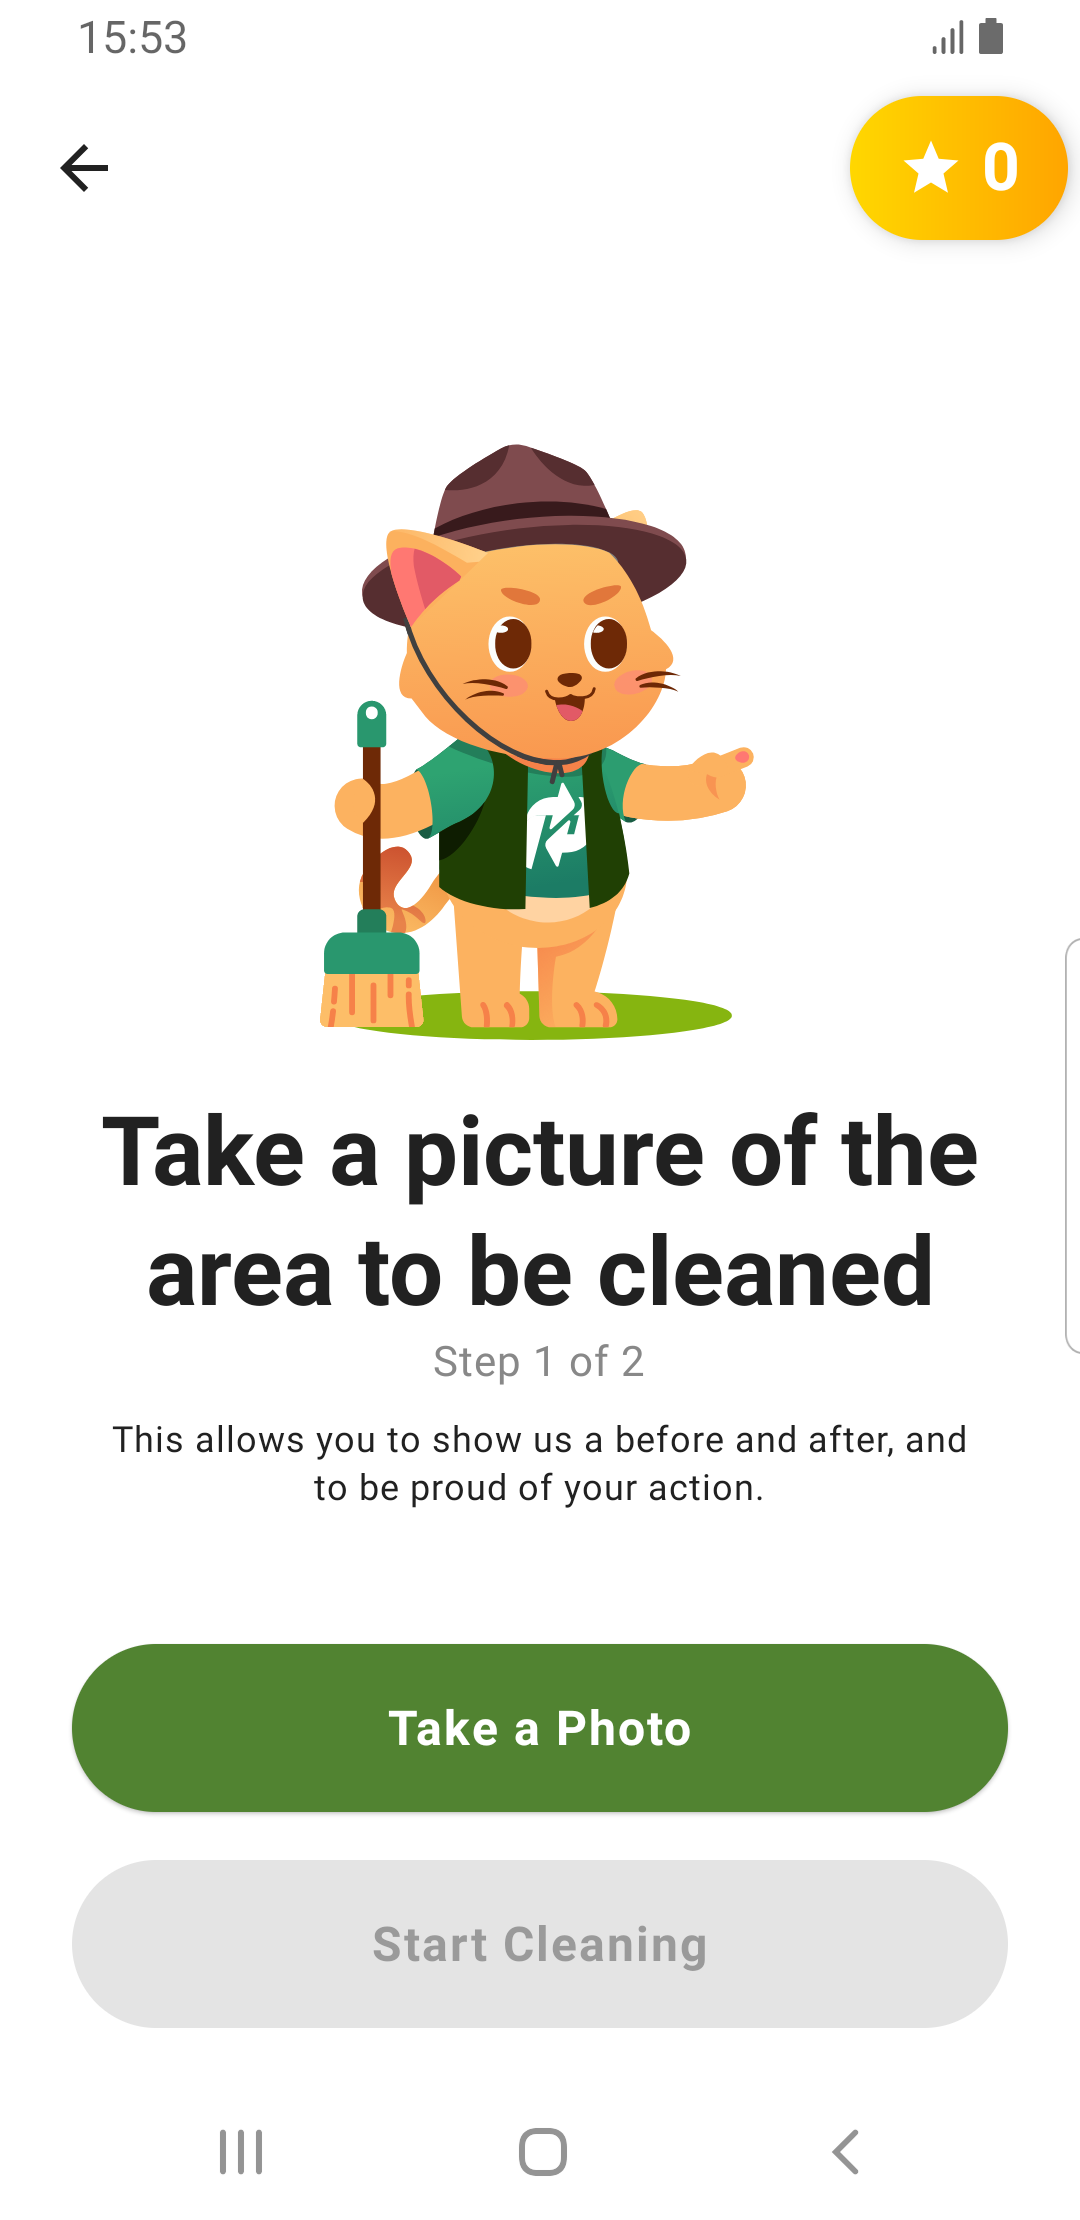 15:53
0
Take a picture of the
area to be cleaned
Step 1 of 2
This allows you to show us a before and after, and
to be proud of your action.
Take a Photo
Start Cleaning